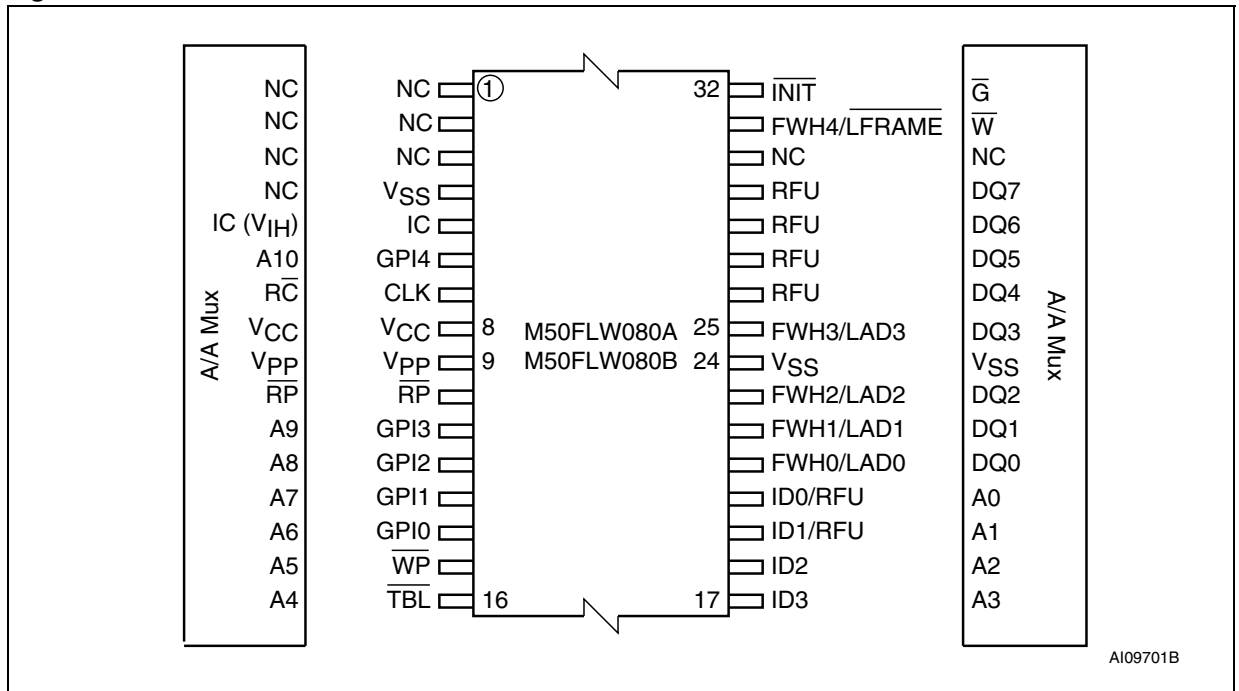 NC NC 1 32 INIT G
NC NC FWH4/LFRAME W
NC NC NC NC
NC VSS RFU DQ7
IC (VIH) IC RFU DQ6
A10 GPI4 RFU DQ5
RC CLK RFU DQ4
A/A Mux
VCC VCC 8 M50FLW080A 25 FWH3/LAD3 DQ3
VPP VPP 9 M50FLW080B 24 VSS VSS
A/A Mux
RP RP FWH2/LAD2 DQ2
A9 GPI3 FWH1/LAD1 DQ1
A8 GPI2 FWH0/LAD0 DQ0
A7 GPI1 ID0/RFU A0
A6 GPI0 ID1/RFU A1
A5 WP ID2 A2
A4 TBL 16 17 ID3 A3
AI09701B